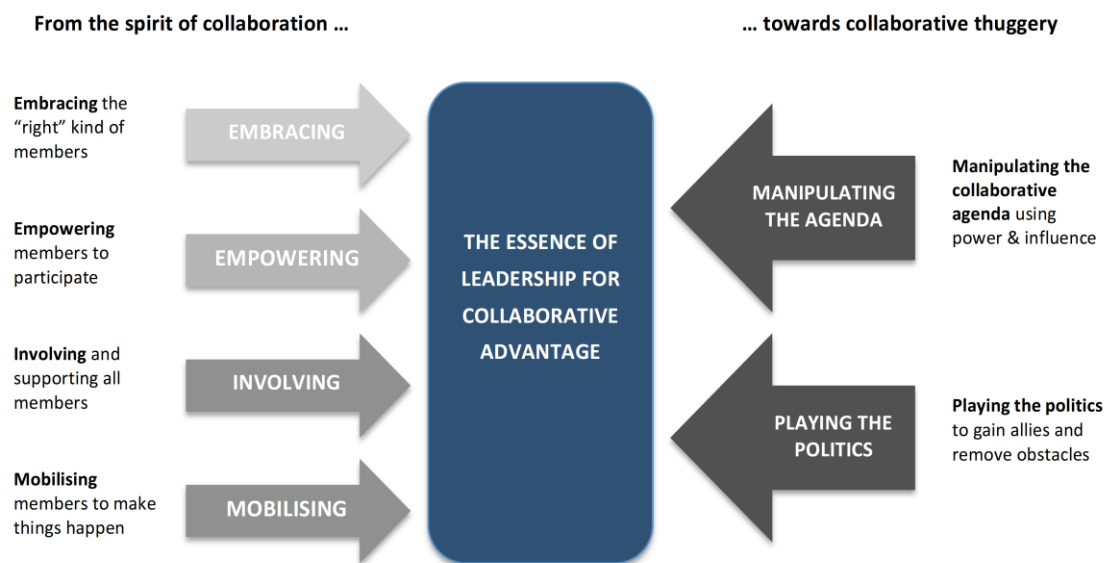 From the spirit of collaboration …
… towards collaborative thuggery
Embracing the
“right” kind of
members
EMBRACING
Empowering
members to
participate
EMPOWERING
Involving and
supporting all
members
INVOLVING
Mobilising
members to make
things happen
MOBILISING
THE ESSENCE OF
LEADERSHIP FOR
COLLABORATIVE
ADVANTAGE
MANIPULATING
THE AGENDA
Manipulating the
collaborative
agenda using
power & influence
PLAYING THE
POLITICS
Playing the politics
to gain allies and
remove obstacles